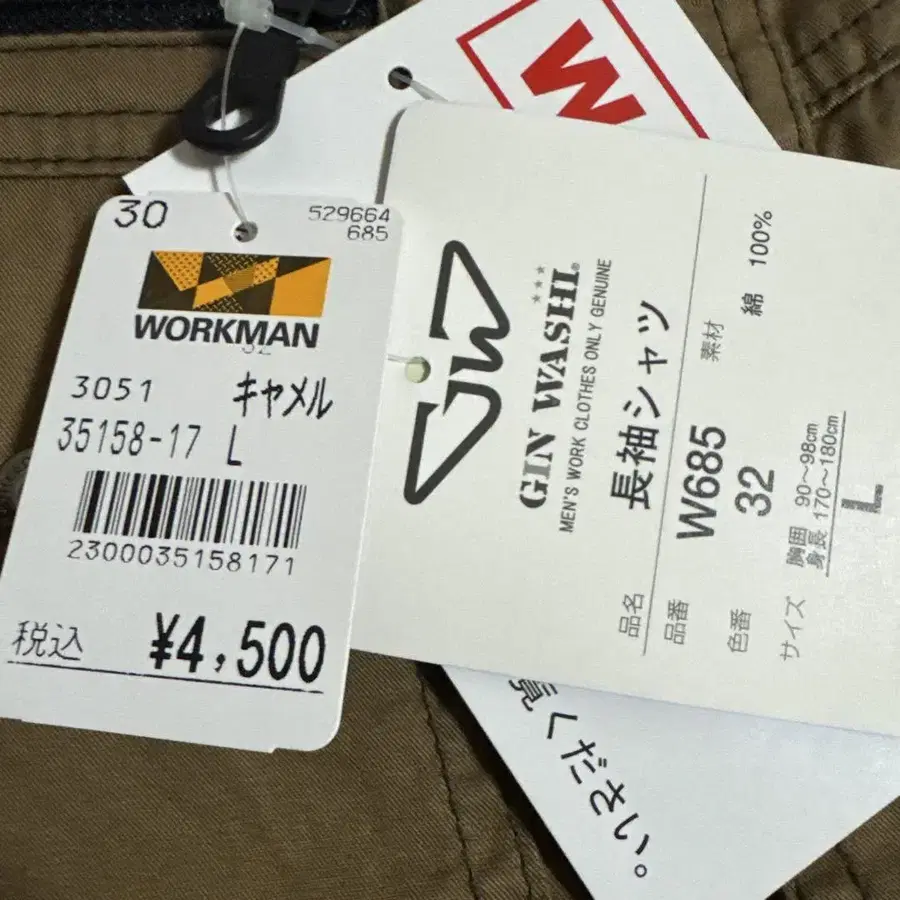 30
529664
685
WORKMAN
32
3051 キャメル
35158-17 L
2300035158171
税込 ¥4,500
W
GIN WASHI®
MEN'S WORK CLOTHES ONLY GENUINE
品名 長袖シャツ
品番 W685 素材 綿 100%
色番 32
サイズ 胸囲 90〜98cm
身長 170〜180cm
L
覧ください。